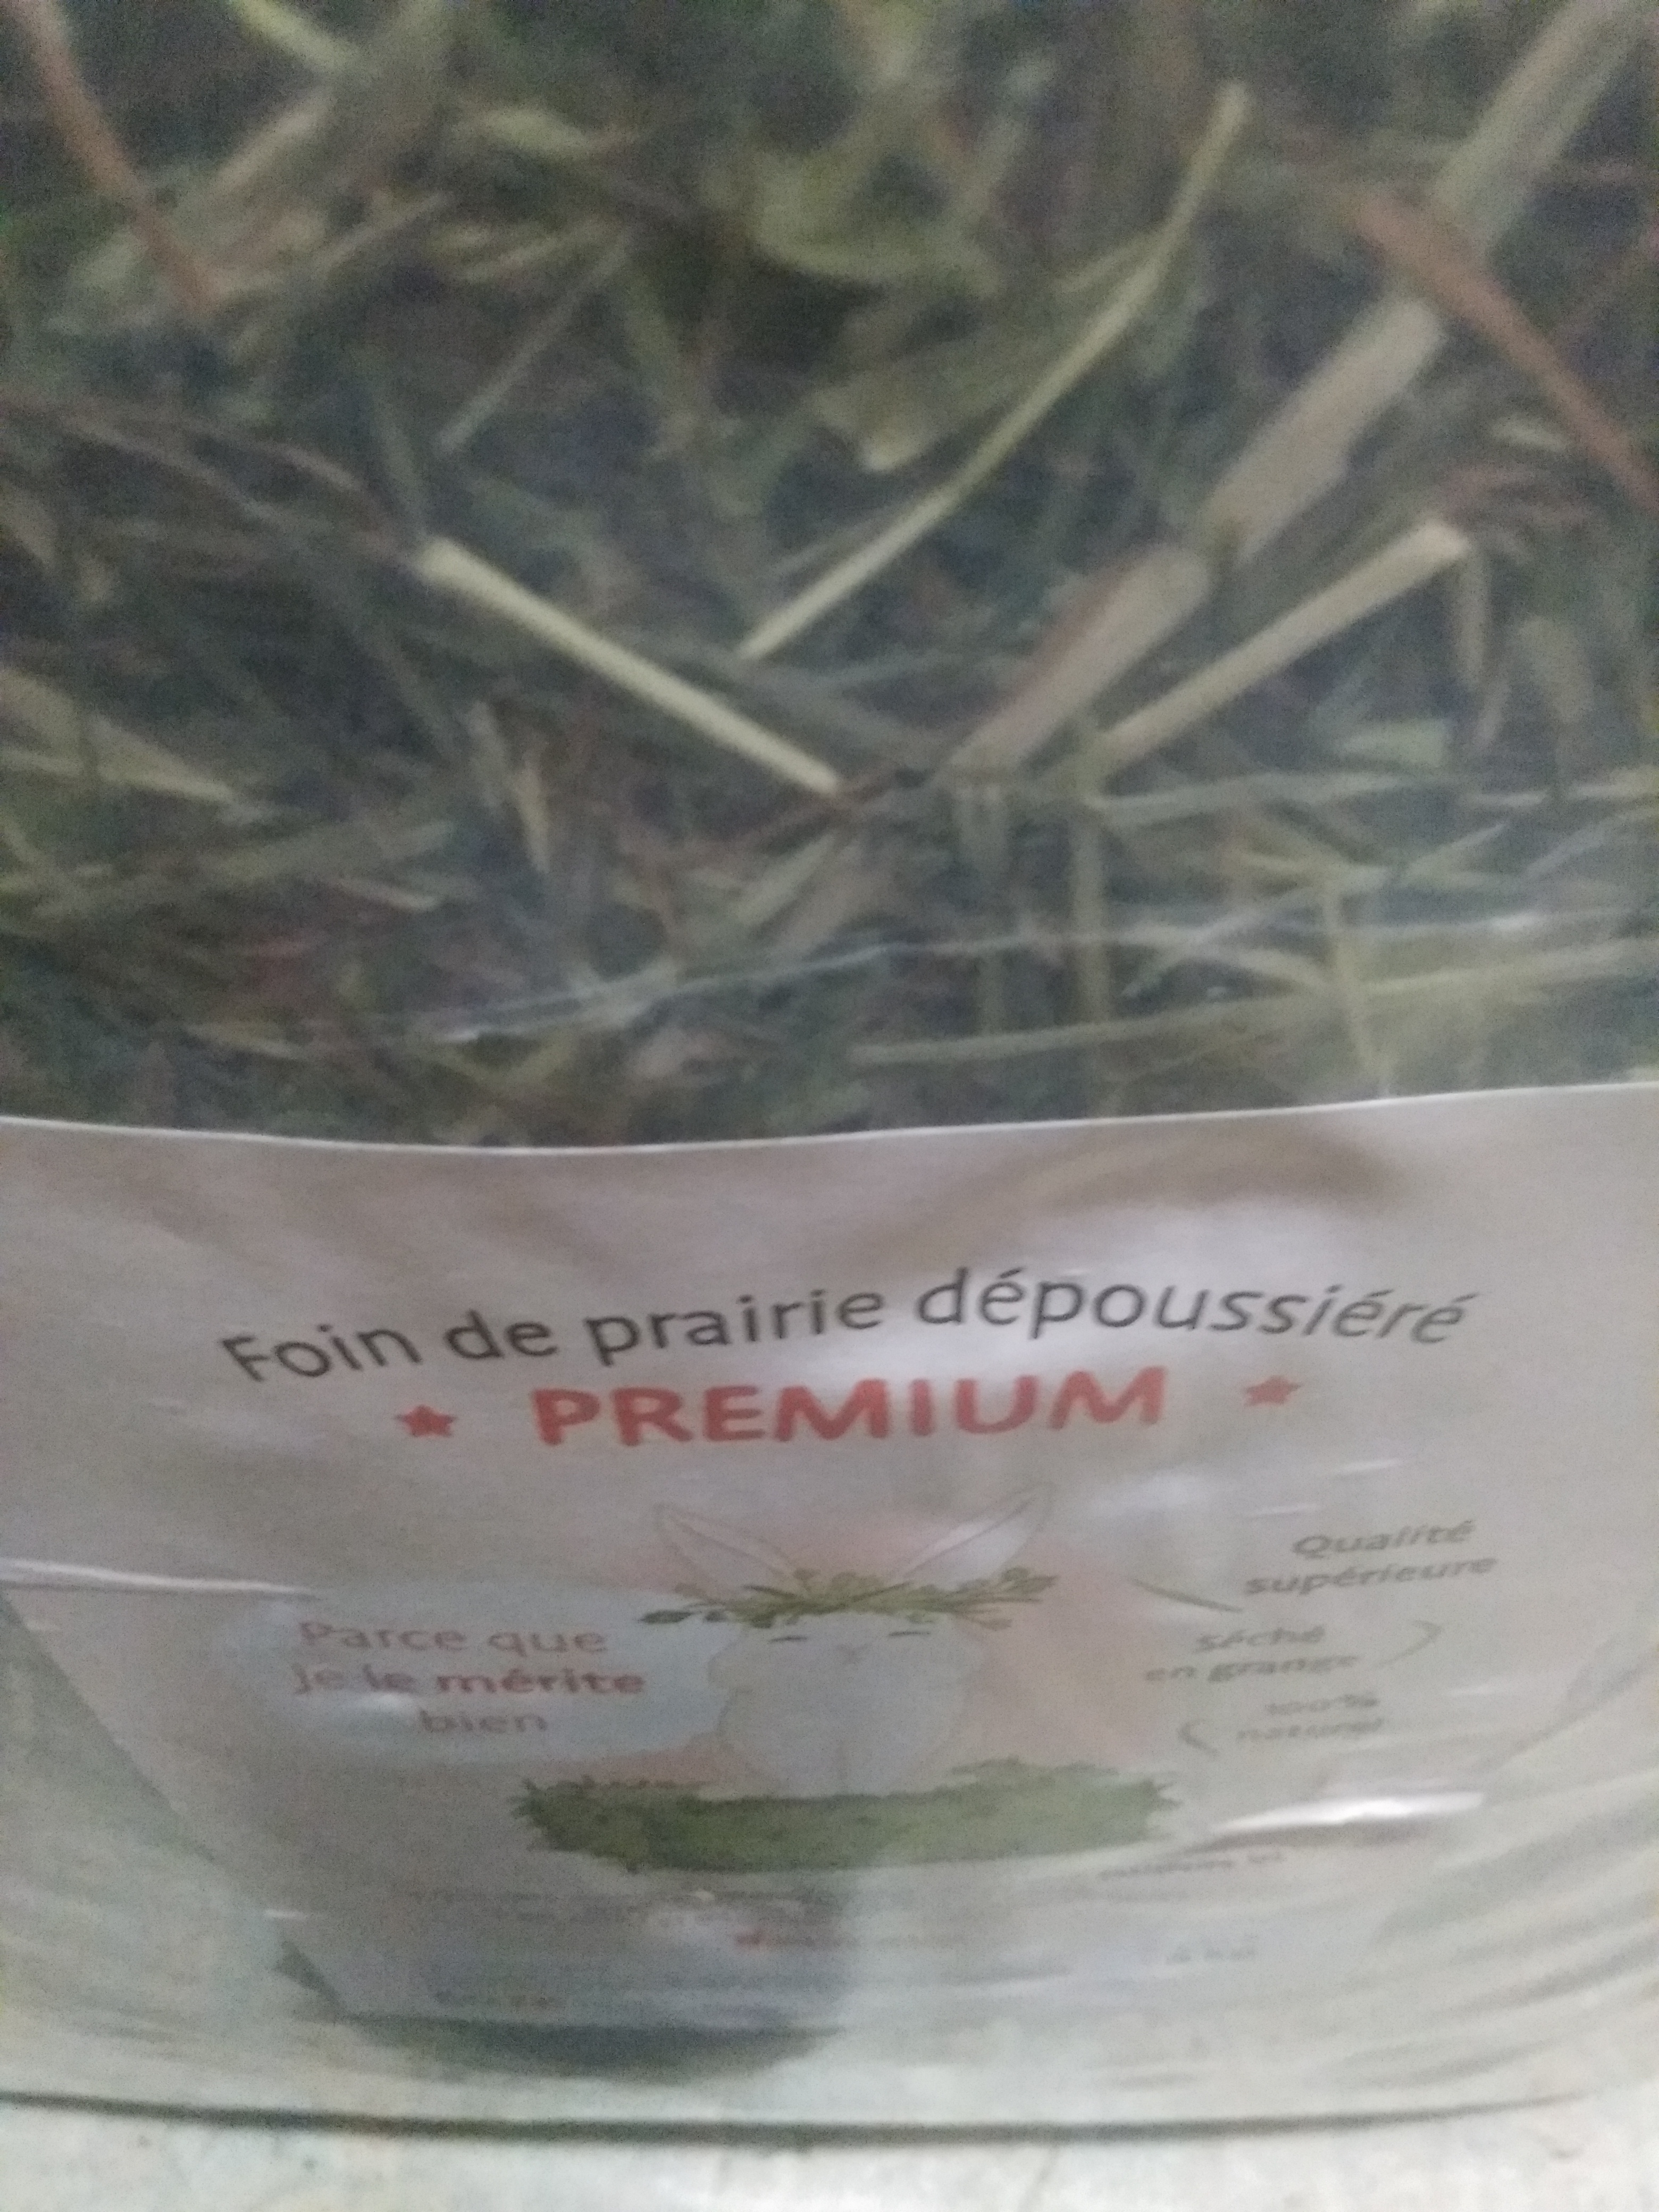 Foin de prairie dépoussiéré
PREMIUM
Parce que
je le mérite
bien
Qualité
supérieure
séché
en grange
100%
naturel